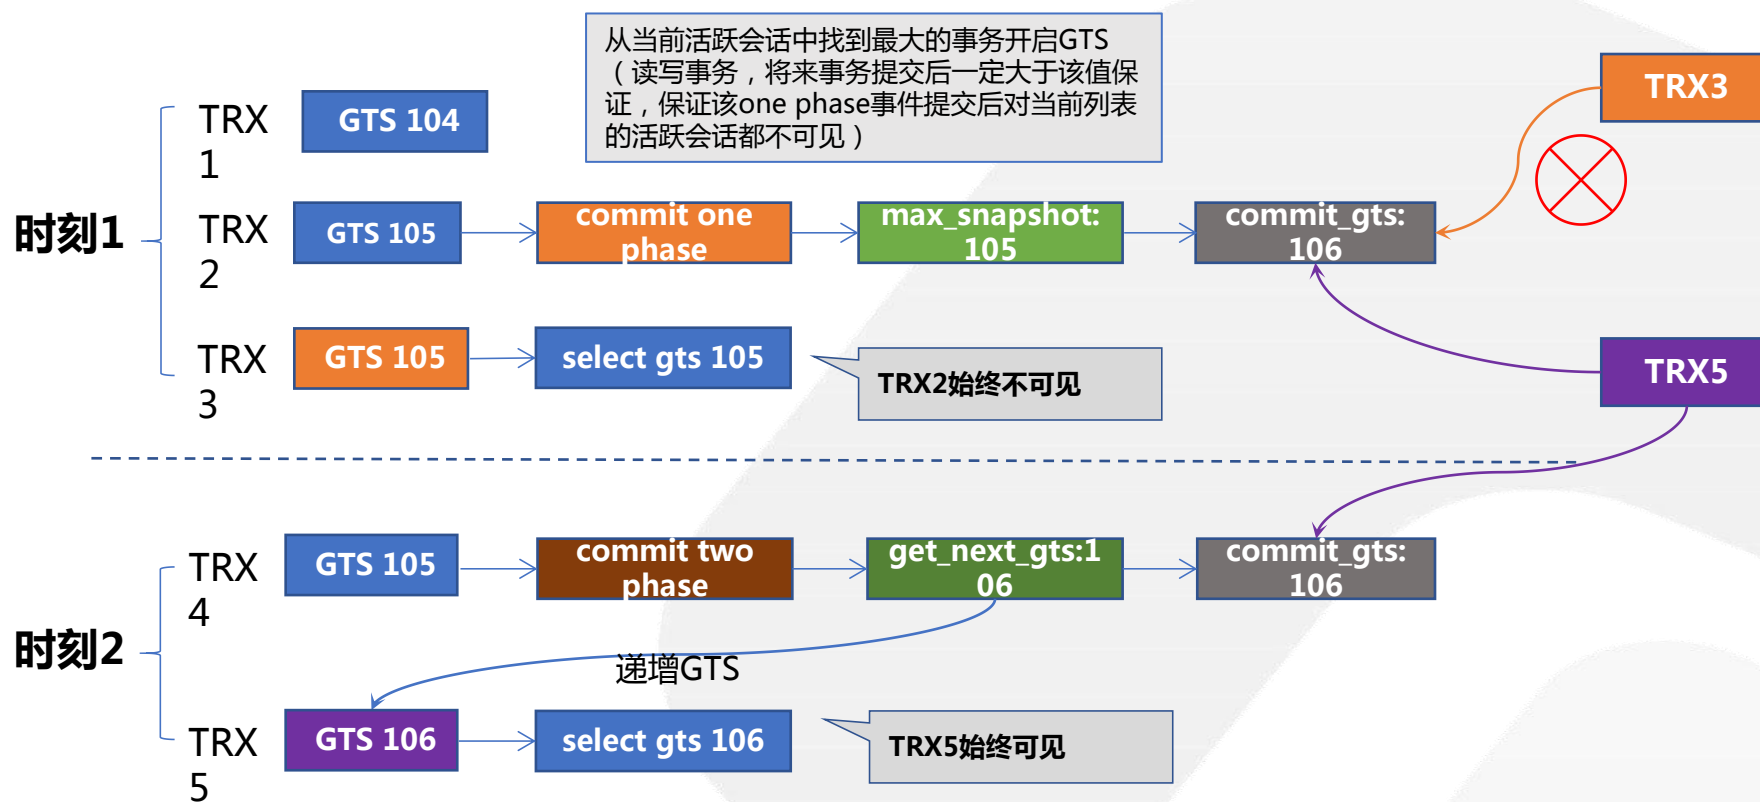 从当前活跃会话中找到最大的事务开启GTS
（读写事务，将来事务提交后一定大于该值保
证，保证该one phase事件提交后对当前列表
的活跃会话都不可见）
TRX3
时刻1
TRX
1
GTS 104
TRX
2
GTS 105
commit one
phase
max_snapshot:
105
commit_gts:
106
TRX
3
GTS 105
select gts 105
TRX2始终不可见
TRX5
时刻2
TRX
4
GTS 105
commit two
phase
get_next_gts:1
06
commit_gts:
106
递增GTS
TRX
5
GTS 106
select gts 106
TRX5始终可见